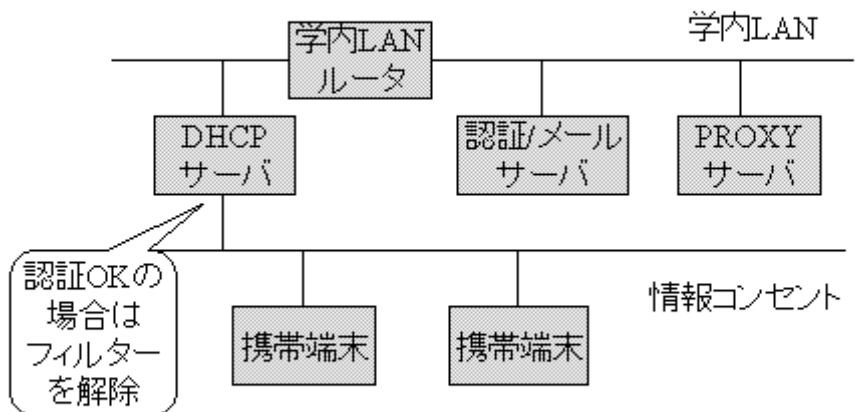 学内LAN
学内LAN
ルータ
DHCP
サーバ
認証/メール
サーバ
PROXY
サーバ
認証OKの
場合は
フィルター
を解除
情報コンセント
携帯端末
携帯端末